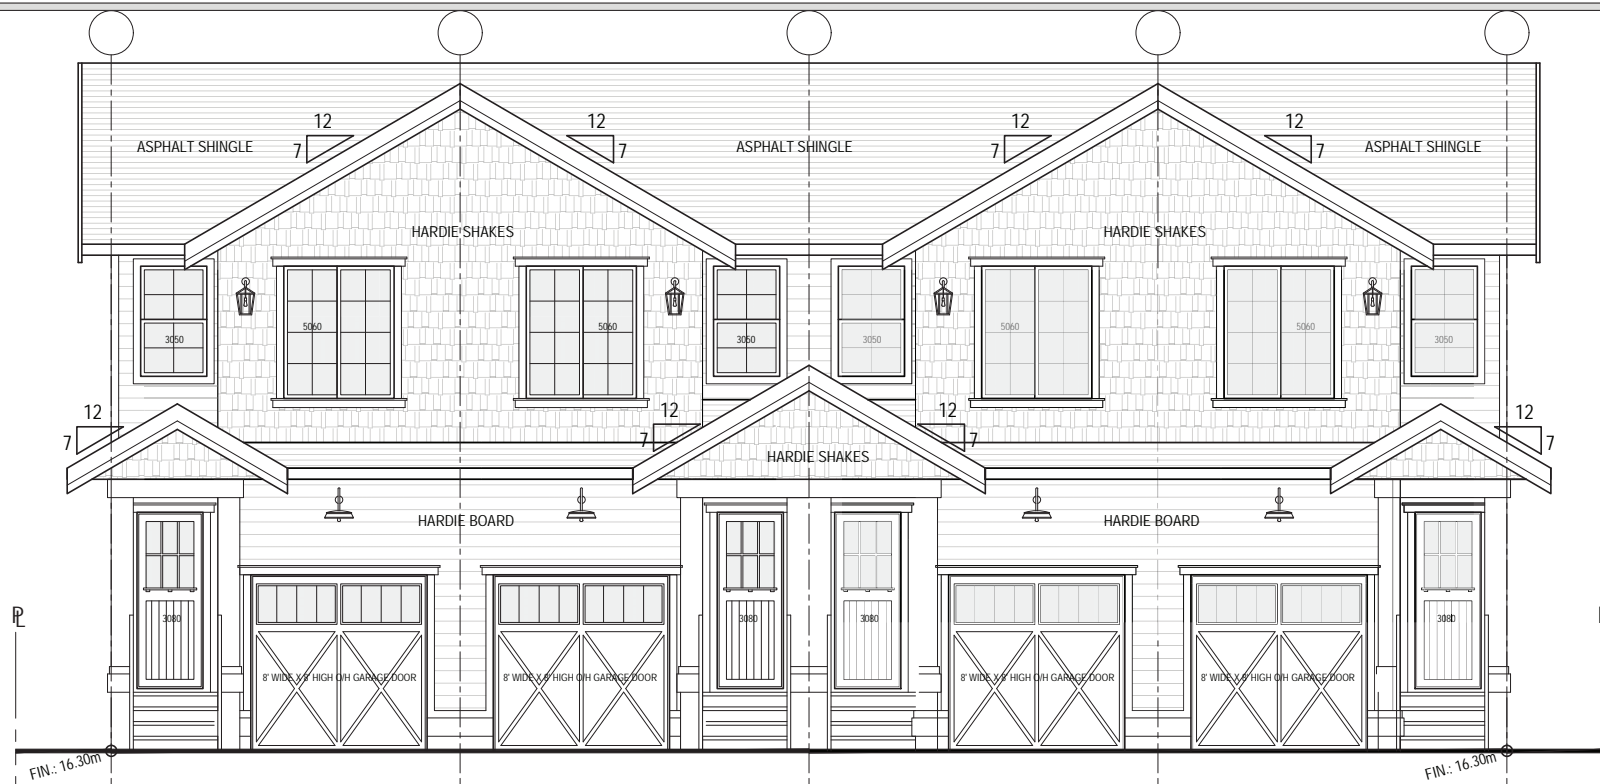 12
12
12
12
7
ASPHALT SHINGLE
7
ASPHALT SHINGLE
7
7
ASPHALT SHINGLE
HARDIE SHAKES
HARDIE SHAKES
5060
5060
5060
5060
3050
3050
3050
3050
12
12
12
12
7
7
7
7
HARDIE SHAKES
HARDIE BOARD
HARDIE BOARD
PL
3080
3080
3080
3080
8' WIDE X 8' HIGH O/H GARAGE DOOR
8' WIDE X 8' HIGH O/H GARAGE DOOR
8' WIDE X 8' HIGH O/H GARAGE DOOR
8' WIDE X 8' HIGH O/H GARAGE DOOR
FIN.: 16.30m
FIN.: 16.30m